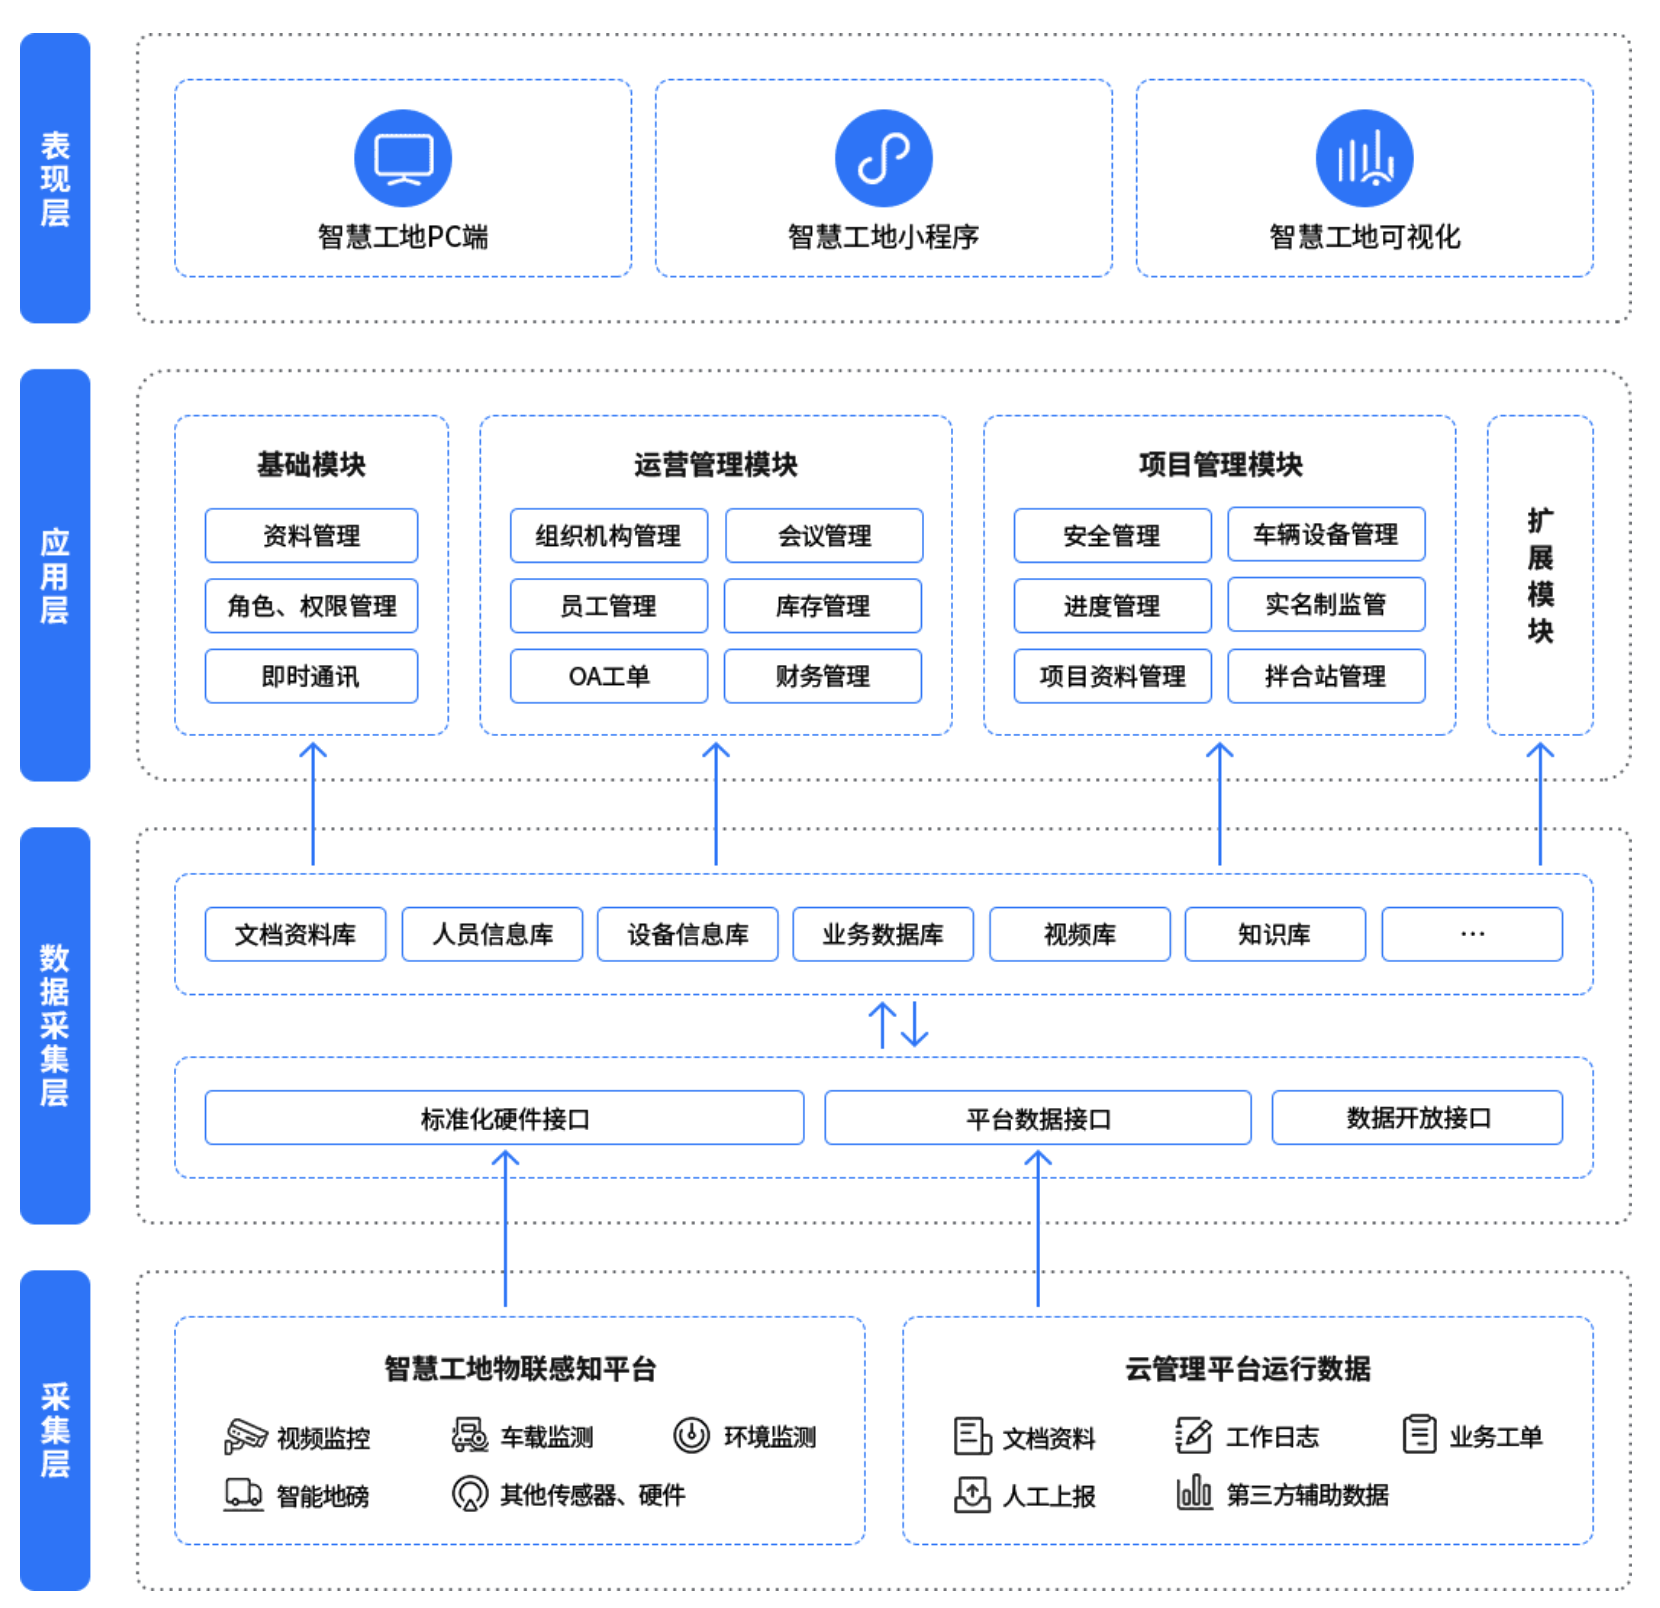 表现层
智慧工地PC端
智慧工地小程序
智慧工地可视化
应用层
基础模块
资料管理
角色、权限管理
即时通讯
运营管理模块
组织机构管理
会议管理
员工管理
库存管理
OA工单
财务管理
项目管理模块
安全管理
车辆设备管理
进度管理
实名制监管
项目资料管理
拌合站管理
扩展模块
数据采集层
文档资料库
人员信息库
设备信息库
业务数据库
视频库
知识库
…
标准化硬件接口
平台数据接口
数据开放接口
采集层
智慧工地物联感知平台
视频监控
车载监测
环境监测
智能地磅
其他传感器、硬件
云管理平台运行数据
文档资料
工作日志
业务工单
人工上报
第三方辅助数据